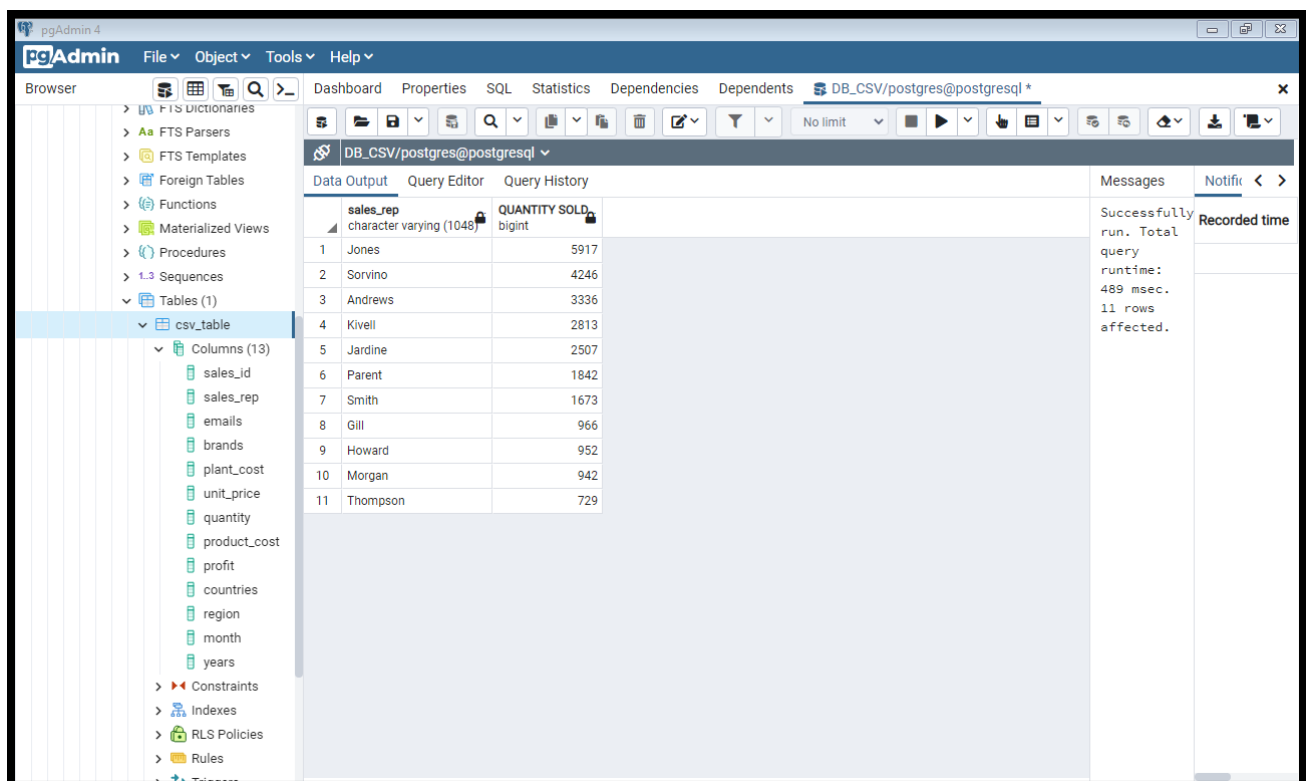 pgAdmin 4
pgAdmin File Object Tools Help
Browser
Dashboard Properties SQL Statistics Dependencies Dependents DB_CSV/postgres@postgresql *
FTS Dictionaries
Aa FTS Parsers
FTS Templates
Foreign Tables
Functions
Materialized Views
Procedures
1..3 Sequences
Tables (1)
csv_table
Columns (13)
sales_id
sales_rep
emails
brands
plant_cost
unit_price
quantity
product_cost
profit
countries
region
month
years
Constraints
Indexes
RLS Policies
Rules
Triggers
No limit
DB_CSV/postgres@postgresql
Data Output Query Editor Query History
sales_rep QUANTITY SOLD
character varying (1048) bigint
1 Jones 5917
2 Sorvino 4246
3 Andrews 3336
4 Kivell 2813
5 Jardine 2507
6 Parent 1842
7 Smith 1673
8 Gill 966
9 Howard 952
10 Morgan 942
11 Thompson 729
Messages
Successfully
run. Total
query
runtime:
489 msec.
11 rows
affected.
Recorded time